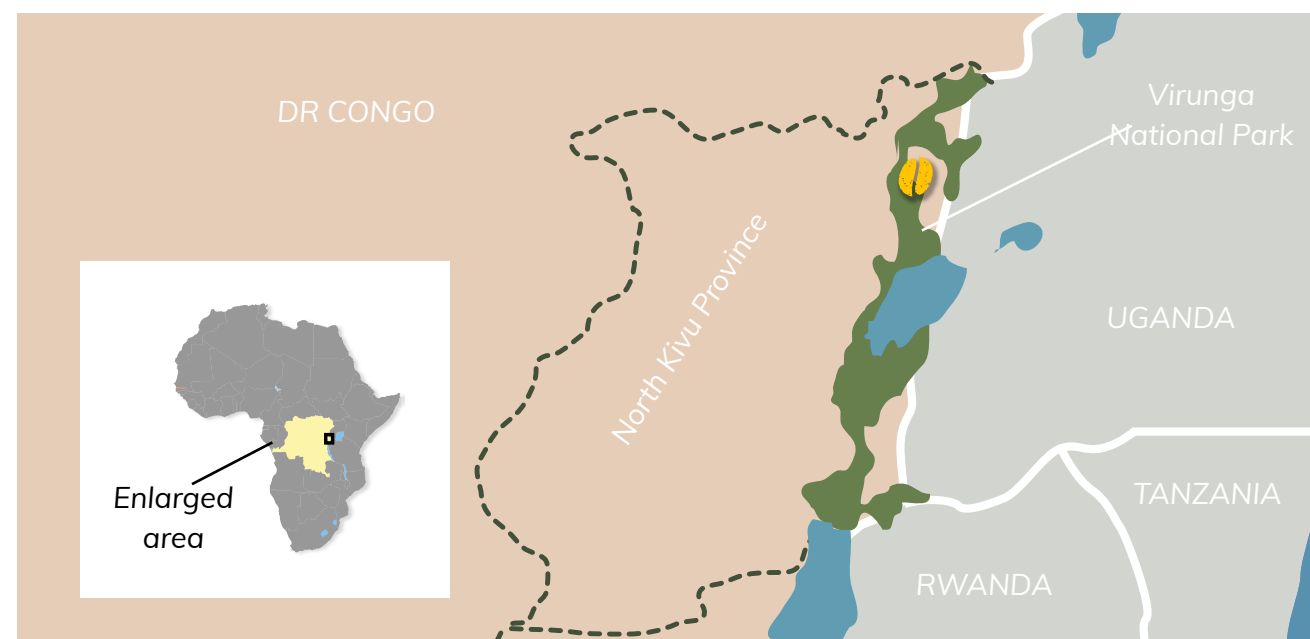 DR CONGO
Virunga
National Park
North Kivu Province
UGANDA
Enlarged
area
TANZANIA
RWANDA